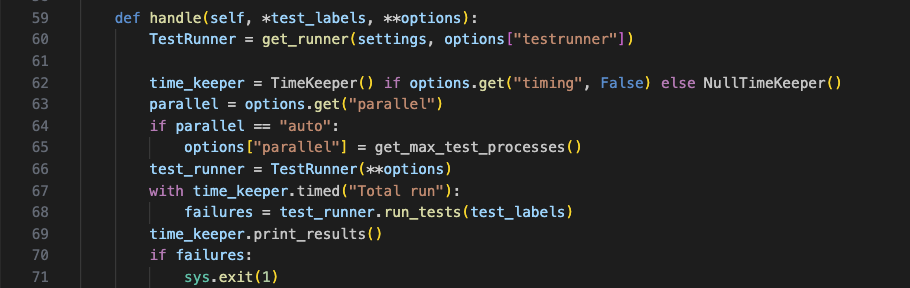 59 def handle(self, *test_labels, **options):
60 TestRunner = get_runner(settings, options["testrunner"])
61
62 time_keeper = TimeKeeper() if options.get("timing", False) else NullTimeKeeper()
63 parallel = options.get("parallel")
64 if parallel == "auto":
65 options["parallel"] = get_max_test_processes()
66 test_runner = TestRunner(**options)
67 with time_keeper.timed("Total run"):
68 failures = test_runner.run_tests(test_labels)
69 time_keeper.print_results()
70 if failures:
71 sys.exit(1)